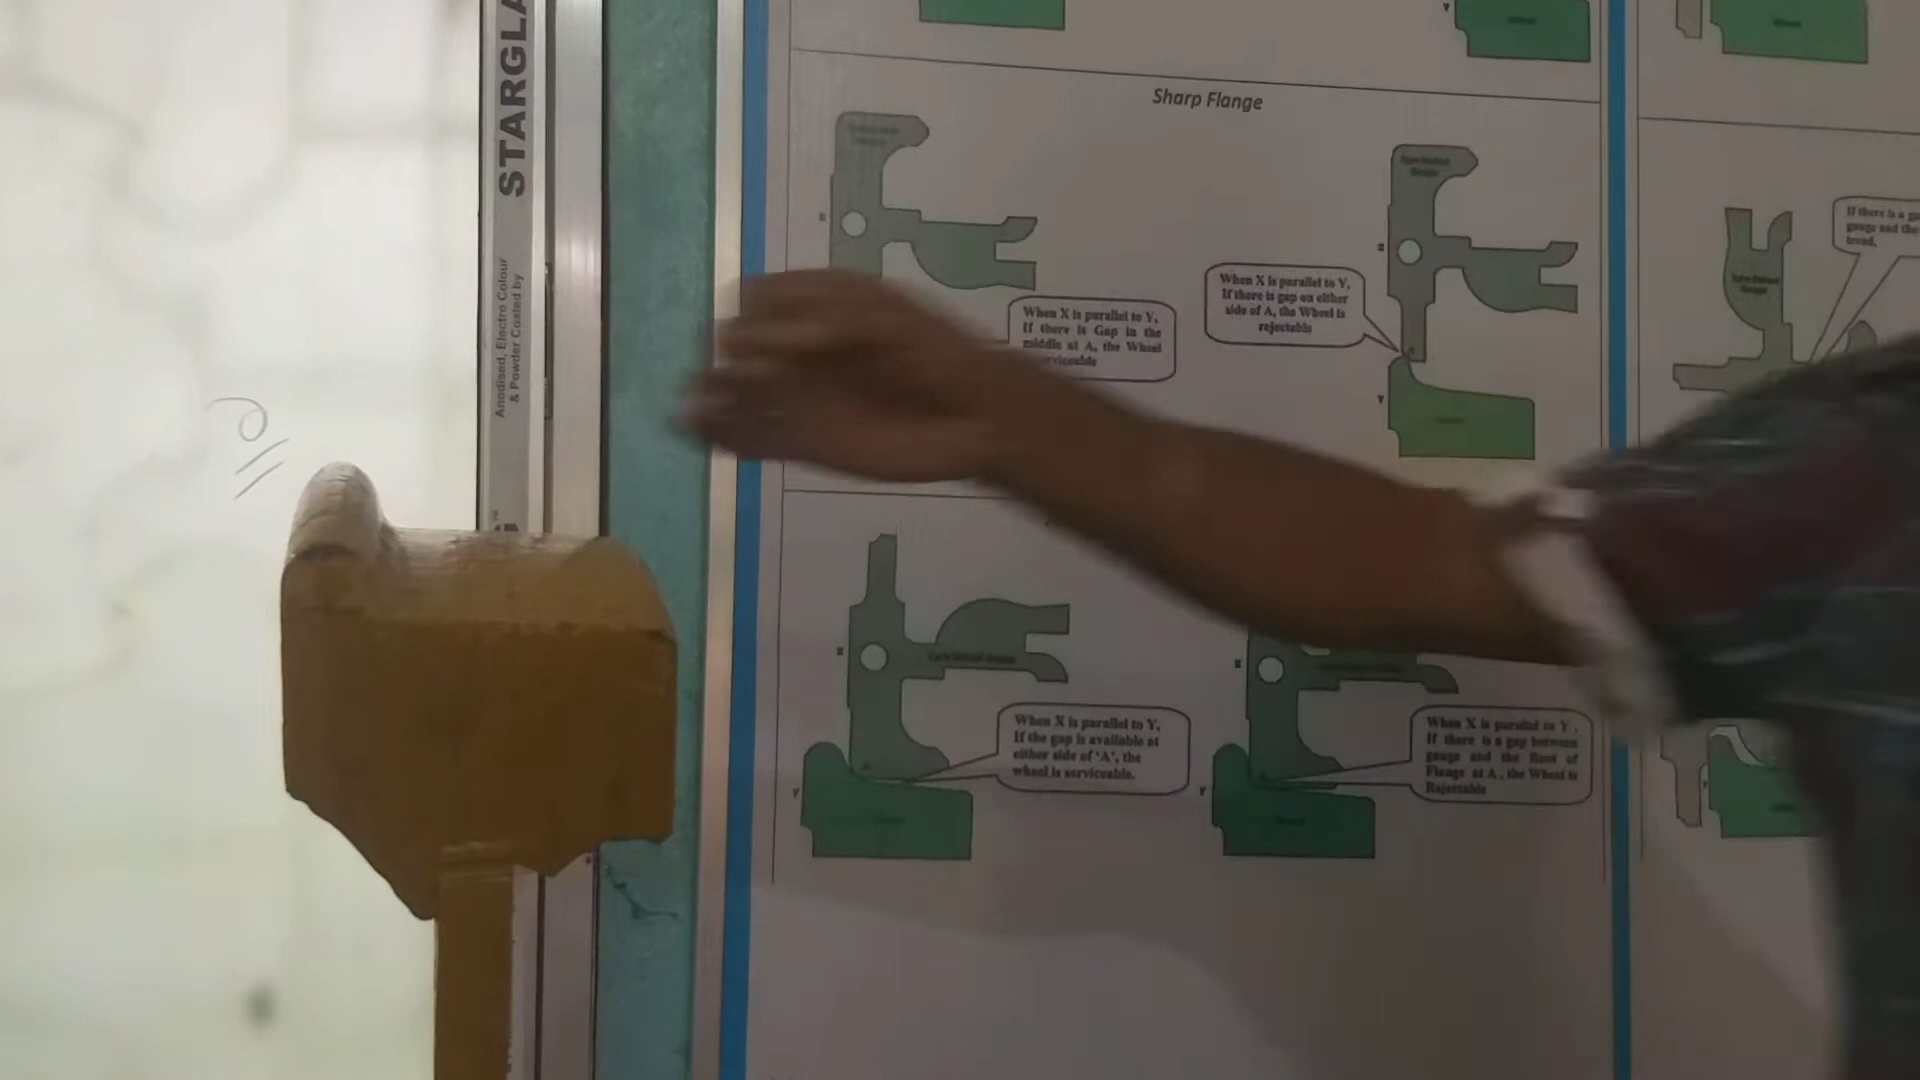 STARGLA
Anodised, Electro Colour
& Powder Coated by
Sharp Flange
When X is parallel to Y,
If there is Gap in the
middle at A, the Wheel
When X is parallel to Y,
If there is gap on either
side of A, the Wheel is
rejectable
If there is a
gauge and the
tread.
X
X
Y
When X is parallel to Y,
If the gap is available at
either side of 'A', the
wheel is serviceable.
When X is parallel to Y,
If there is a gap between
gauge and the Root of
Flange at A, the Wheel is
Rejectable
X
X
Y
Y